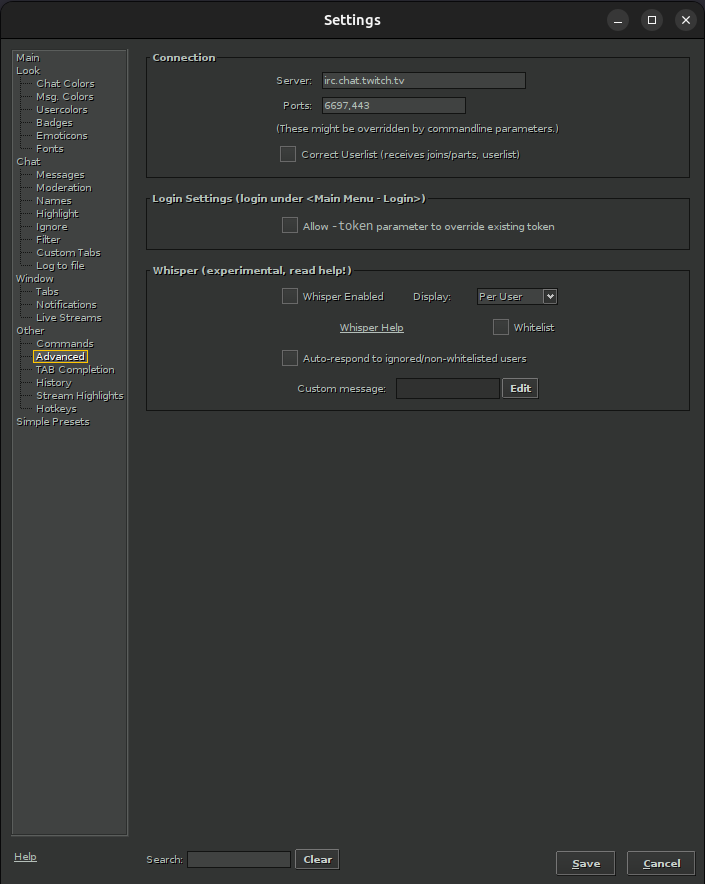 Settings
Main
Look
Chat Colors
Msg. Colors
Usercolors
Badges
Emoticons
Fonts
Chat
Messages
Moderation
Names
Highlight
Ignore
Filter
Custom Tabs
Log to file
Window
Tabs
Notifications
Live Streams
Other
Commands
Advanced
TAB Completion
History
Stream Highlights
Hotkeys
Simple Presets
Connection
Server: irc.chat.twitch.tv
Ports: 6697,443
(These might be overridden by commandline parameters.)
Correct Userlist (receives joins/parts, userlist)
Login Settings (login under <Main Menu - Login>)
Allow -token parameter to override existing token
Whisper (experimental, read help!)
Whisper Enabled Display: Per User
Whisper Help Whitelist
Auto-respond to ignored/non-whitelisted users
Custom message: Edit
Help Search: Clear Save Cancel